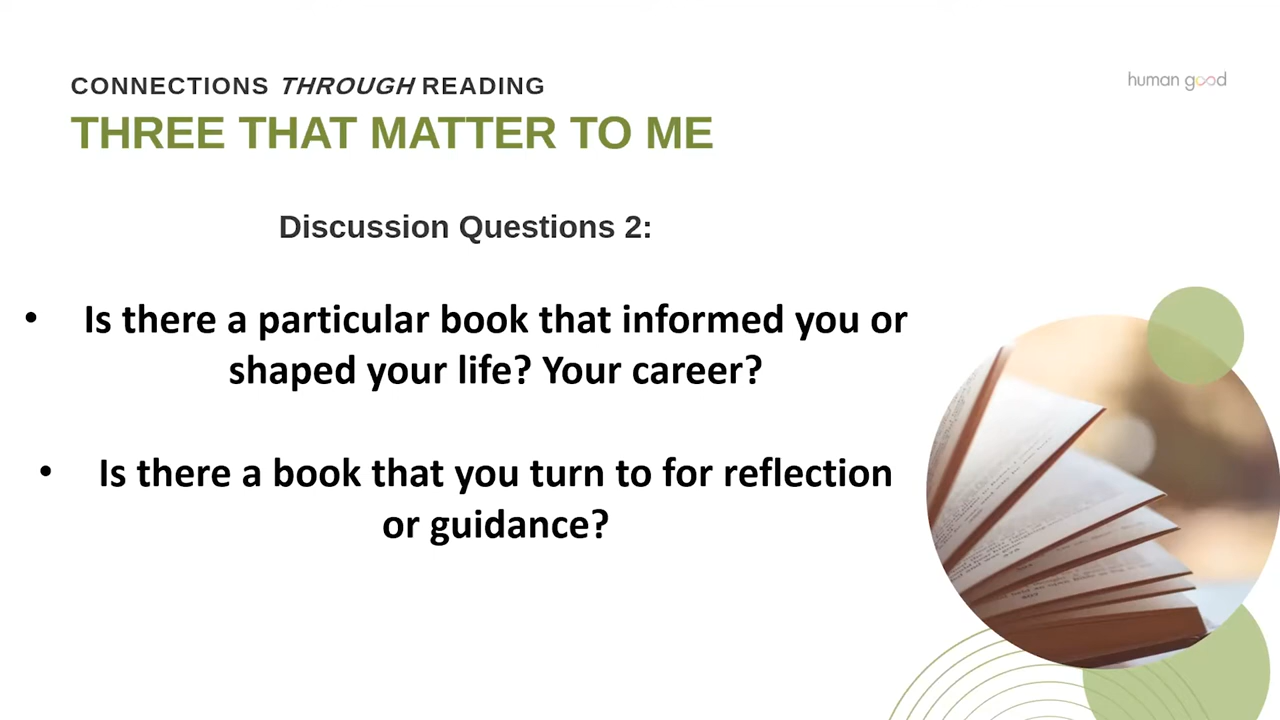 CONNECTIONS THROUGH READING
human good
THREE THAT MATTER TO ME
Discussion Questions 2:
• Is there a particular book that informed you or
shaped your life? Your career?
• Is there a book that you turn to for reflection
or guidance?